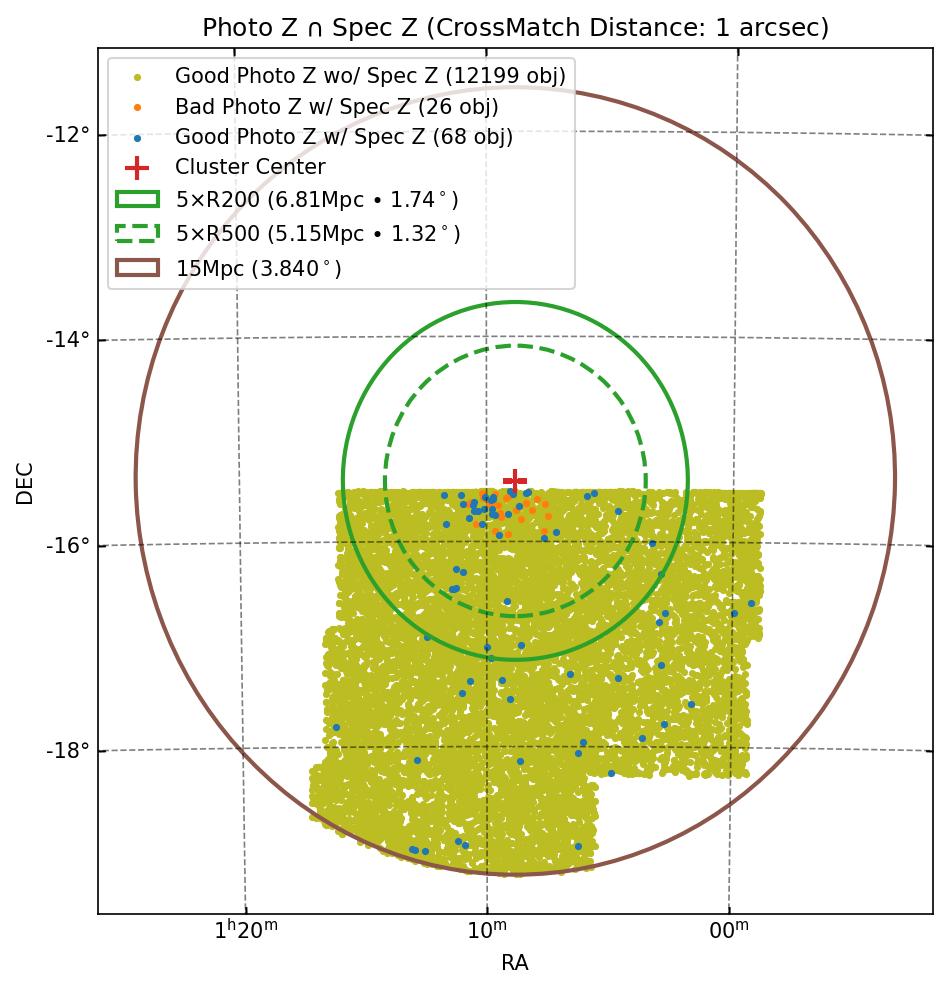 Photo Z ∩ Spec Z (CrossMatch Distance: 1 arcsec)
Good Photo Z wo/ Spec Z (12199 obj)
Bad Photo Z w/ Spec Z (26 obj)
Good Photo Z w/ Spec Z (68 obj)
Cluster Center
5×R200 (6.81Mpc • 1.74°)
5×R500 (5.15Mpc • 1.32°)
15Mpc (3.840°)
-12°
-14°
-16°
-18°
DEC
1h20m
10m
00m
RA